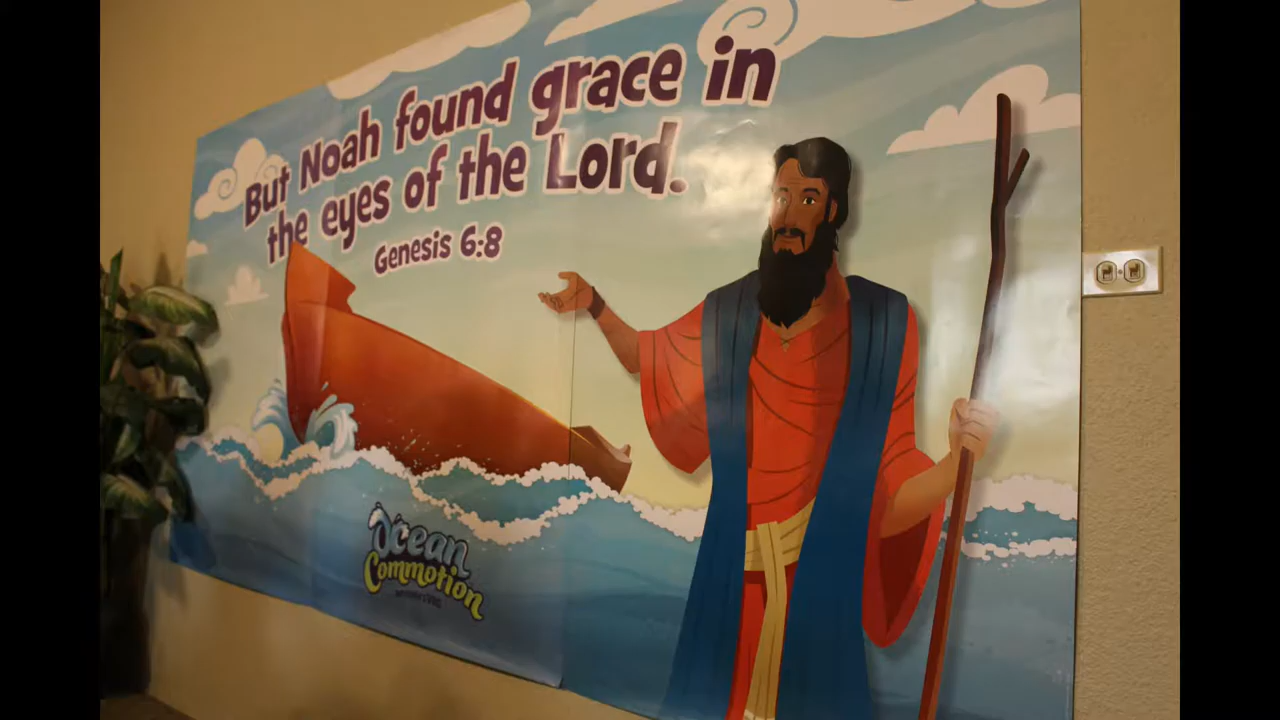 But Noah found grace in
the eyes of the Lord.
Genesis 6:8
Ocean
Commotion